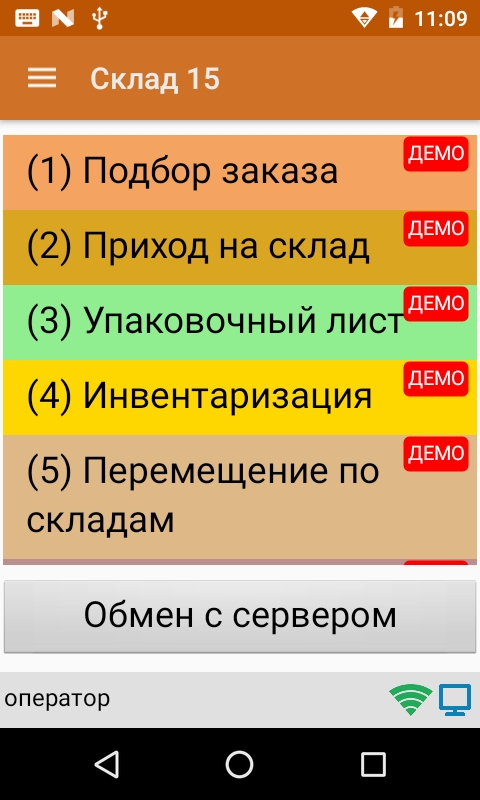 11:09
Склад 15
(1) Подбор заказа
ДЕМО
(2) Приход на склад
ДЕМО
(3) Упаковочный лист
ДЕМО
(4) Инвентаризация
ДЕМО
(5) Перемещение по
ДЕМО
складам
Обмен с сервером
оператор